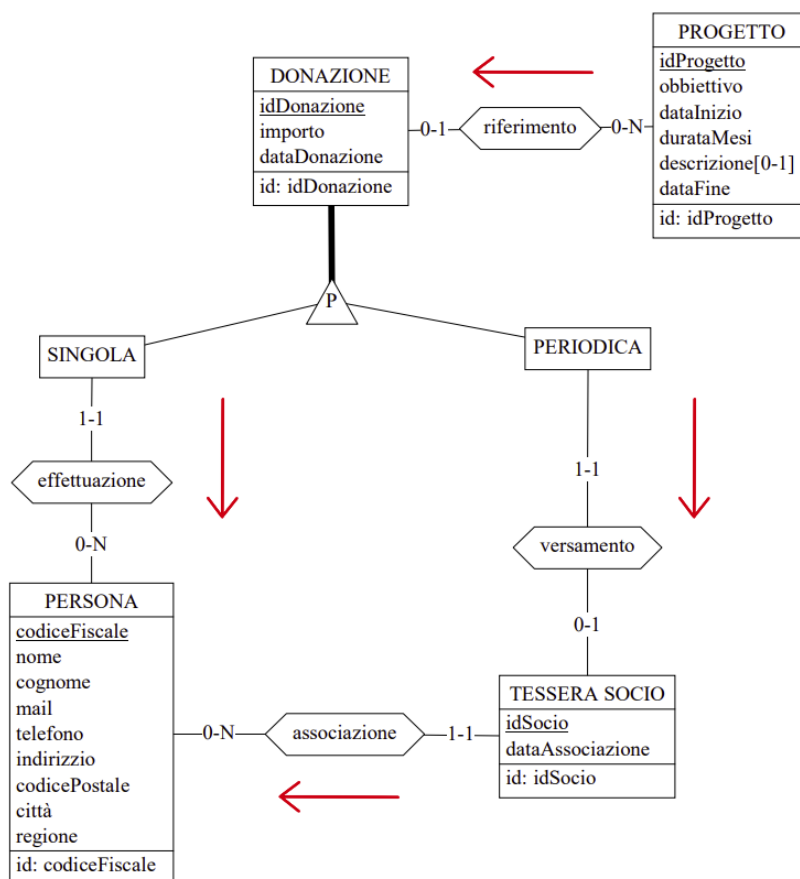 PROGETTO
idProgetto
obbiettivo
dataInizio
durataMesi
descrizione[0-1]
dataFine
id: idProgetto
DONAZIONE
idDonazione
importo
dataDonazione
id: idDonazione
0-1
riferimento
0-N
P
SINGOLA
PERIODICA
1-1
effettuazione
0-N
1-1
versamento
0-1
PERSONA
codiceFiscale
nome
cognome
mail
telefono
indirizzio
codicePostale
città
regione
id: codiceFiscale
0-N
associazione
1-1
TESSERA SOCIO
idSocio
dataAssociazione
id: idSocio